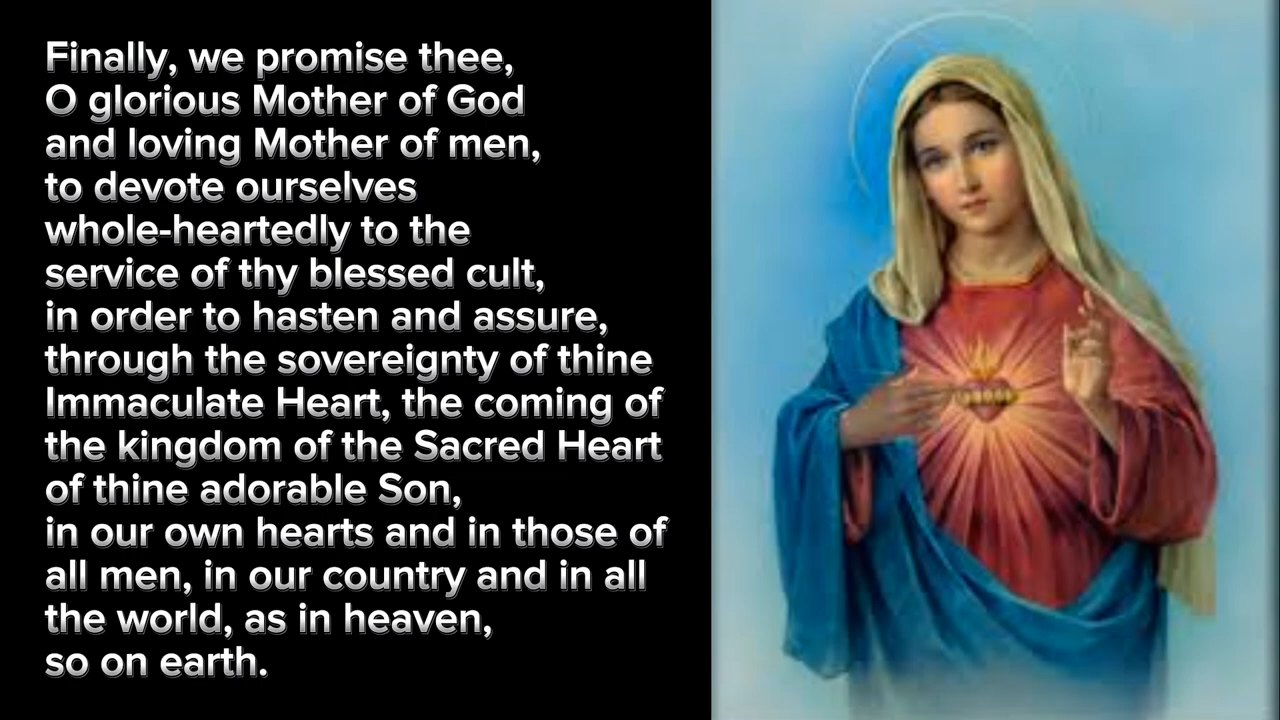 Finally, we promise thee,
O glorious Mother of God
and loving Mother of men,
to devote ourselves
whole-heartedly to the
service of thy blessed cult,
in order to hasten and assure,
through the sovereignty of thine
Immaculate Heart, the coming of
the kingdom of the Sacred Heart
of thine adorable Son,
in our own hearts and in those of
all men, in our country and in all
the world, as in heaven,
so on earth.